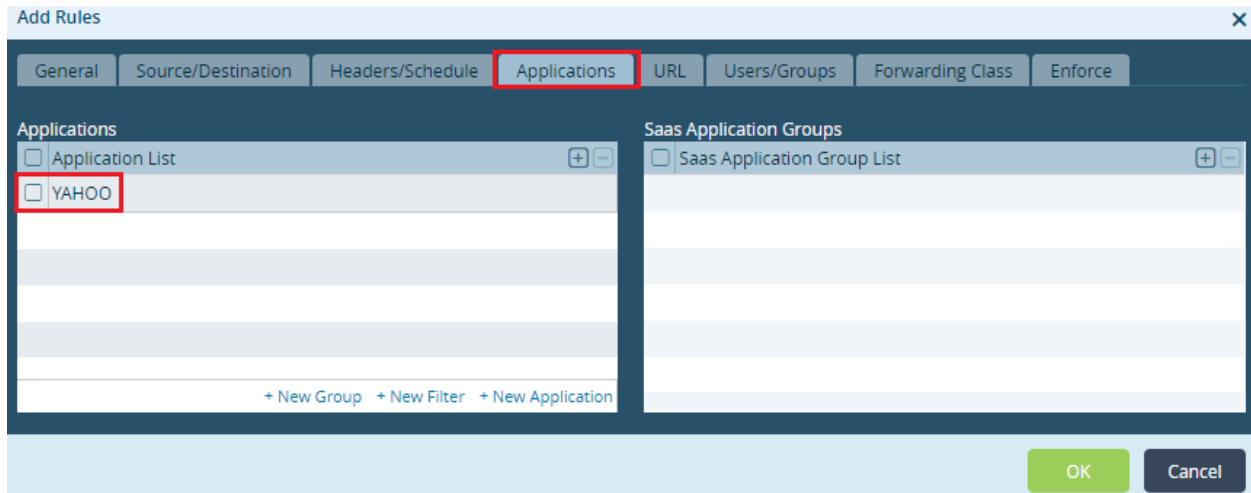 Add Rules
General Source/Destination Headers/Schedule Applications URL Users/Groups Forwarding Class Enforce
Applications
Application List
YAHOO
+ New Group + New Filter + New Application
Saas Application Groups
Saas Application Group List
OK Cancel